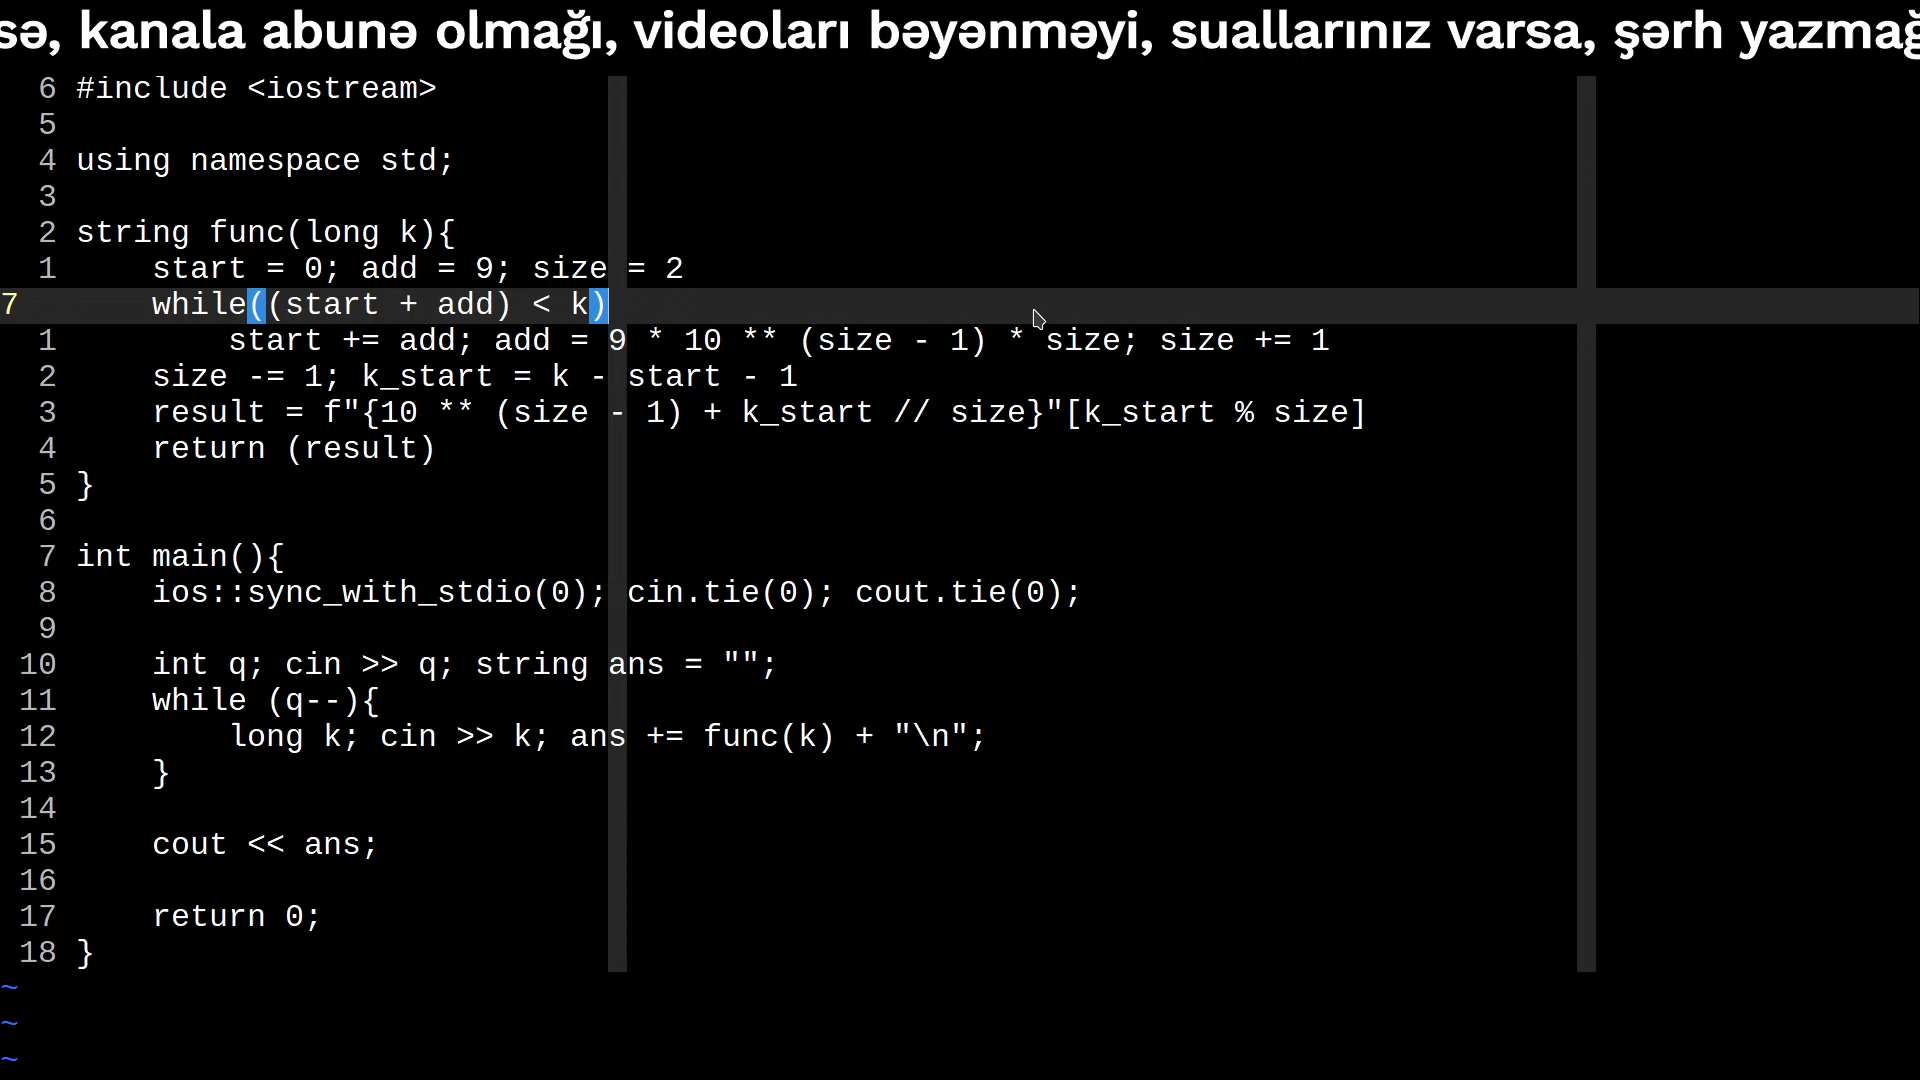 sə, kanala abunə olmağı, videoları bəyənməyi, suallarınız varsa, şərh yazmağ
6 #include <iostream>
5
4 using namespace std;
3
2 string func(long k){
1     start = 0; add = 9; size = 2
7     while((start + add) < k)
1         start += add; add = 9 * 10 ** (size - 1) * size; size += 1
2     size -= 1; k_start = k - start - 1
3     result = f"{10 ** (size - 1) + k_start // size}"[k_start % size]
4     return (result)
5 }
6
7 int main(){
8     ios::sync_with_stdio(0); cin.tie(0); cout.tie(0);
9
10     int q; cin >> q; string ans = "";
11     while (q--){
12         long k; cin >> k; ans += func(k) + "\n";
13     }
14
15     cout << ans;
16
17     return 0;
18 }
~
~
~